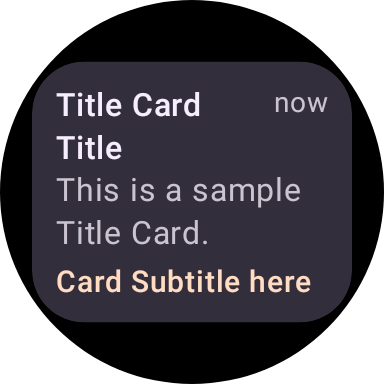 Title Card now
Title
This is a sample
Title Card.
Card Subtitle here